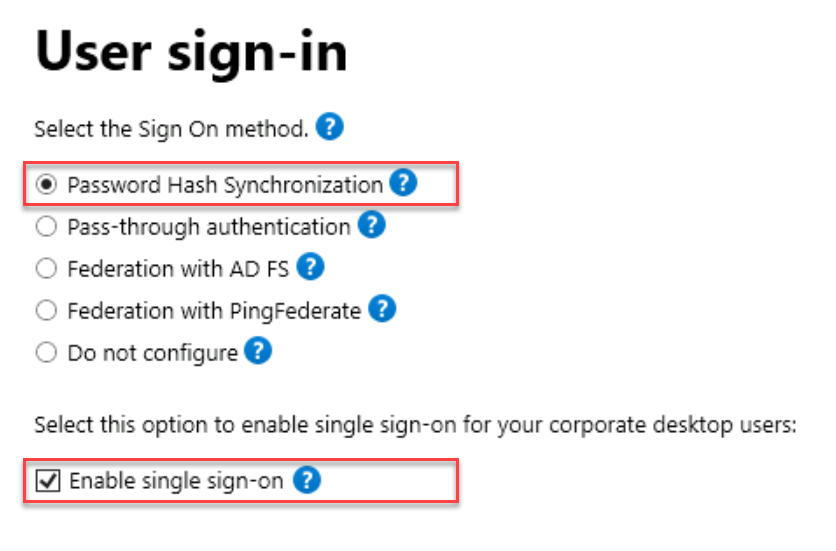 User sign-in
Select the Sign On method. ?
Password Hash Synchronization ?
Pass-through authentication ?
Federation with AD FS ?
Federation with PingFederate ?
Do not configure ?
Select this option to enable single sign-on for your corporate desktop users:
Enable single sign-on ?